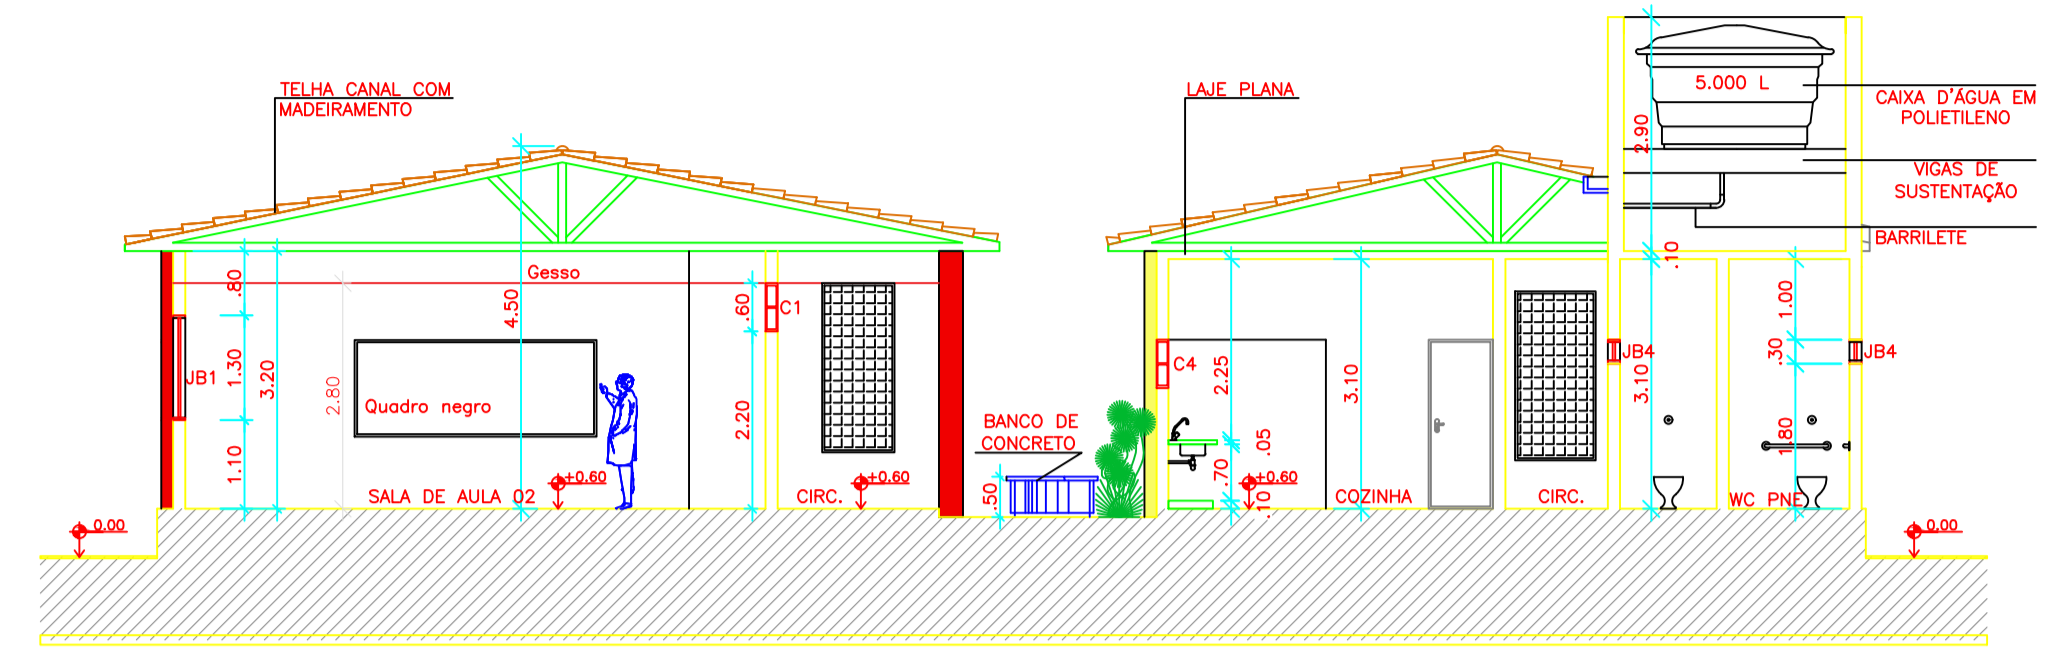 TELHA CANAL COM
MADEIRAMENTO
LAJE PLANA
5.000 L
CAIXA D'ÁGUA EM
POLIETILENO
2.90
VIGAS DE
SUSTENTAÇÃO
BARRILETE
.10
Gesso
.80
4.50
.60
C1
1.00
JB1
1.30
3.20
2.80
Quadro negro
2.20
C4
2.25
3.10
JB4
3.10
.30
JB4
BANCO DE
CONCRETO
.05
1.80
1.10
SALA DE AULA 02
+0.60
CIRC.
+0.60
.50
.70
+0.60
.10
COZINHA
CIRC.
WC PNE
0.00
0.00